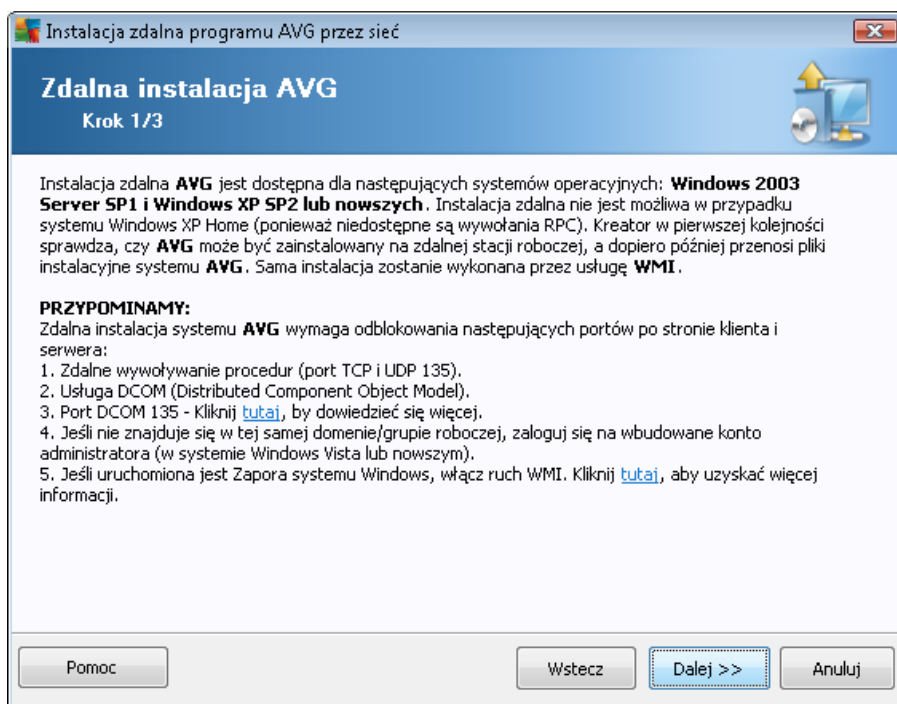 Instalacja zdalna programu AVG przez sieć
Zdalna instalacja AVG
Krok 1/3
Instalacja zdalna AVG jest dostępna dla następujących systemów operacyjnych: Windows 2003
Server SP1 i Windows XP SP2 lub nowszych. Instalacja zdalna nie jest możliwa w przypadku
systemu Windows XP Home (ponieważ niedostępne są wywołania RPC). Kreator w pierwszej kolejności
sprawdza, czy AVG może być zainstalowany na zdalnej stacji roboczej, a dopiero później przenosi pliki
instalacyjne systemu AVG. Sama instalacja zostanie wykonana przez usługę WMI.
PRZYPOMINAMY:
Zdalna instalacja systemu AVG wymaga odblokowania następujących portów po stronie klienta i
serwera:
1. Zdalne wywoływanie procedur (port TCP i UDP 135).
2. Usługa DCOM (Distributed Component Object Model).
3. Port DCOM 135 - Kliknij tutaj, by dowiedzieć się więcej.
4. Jeśli nie znajduje się w tej samej domenie/grupie roboczej, zaloguj się na wbudowane konto
administratora (w systemie Windows Vista lub nowszym).
5. Jeśli uruchomiona jest Zapora systemu Windows, włącz ruch WMI. Kliknij tutaj, aby uzyskać więcej
informacji.
Pomoc
Wstecz
Dalej >>
Anuluj